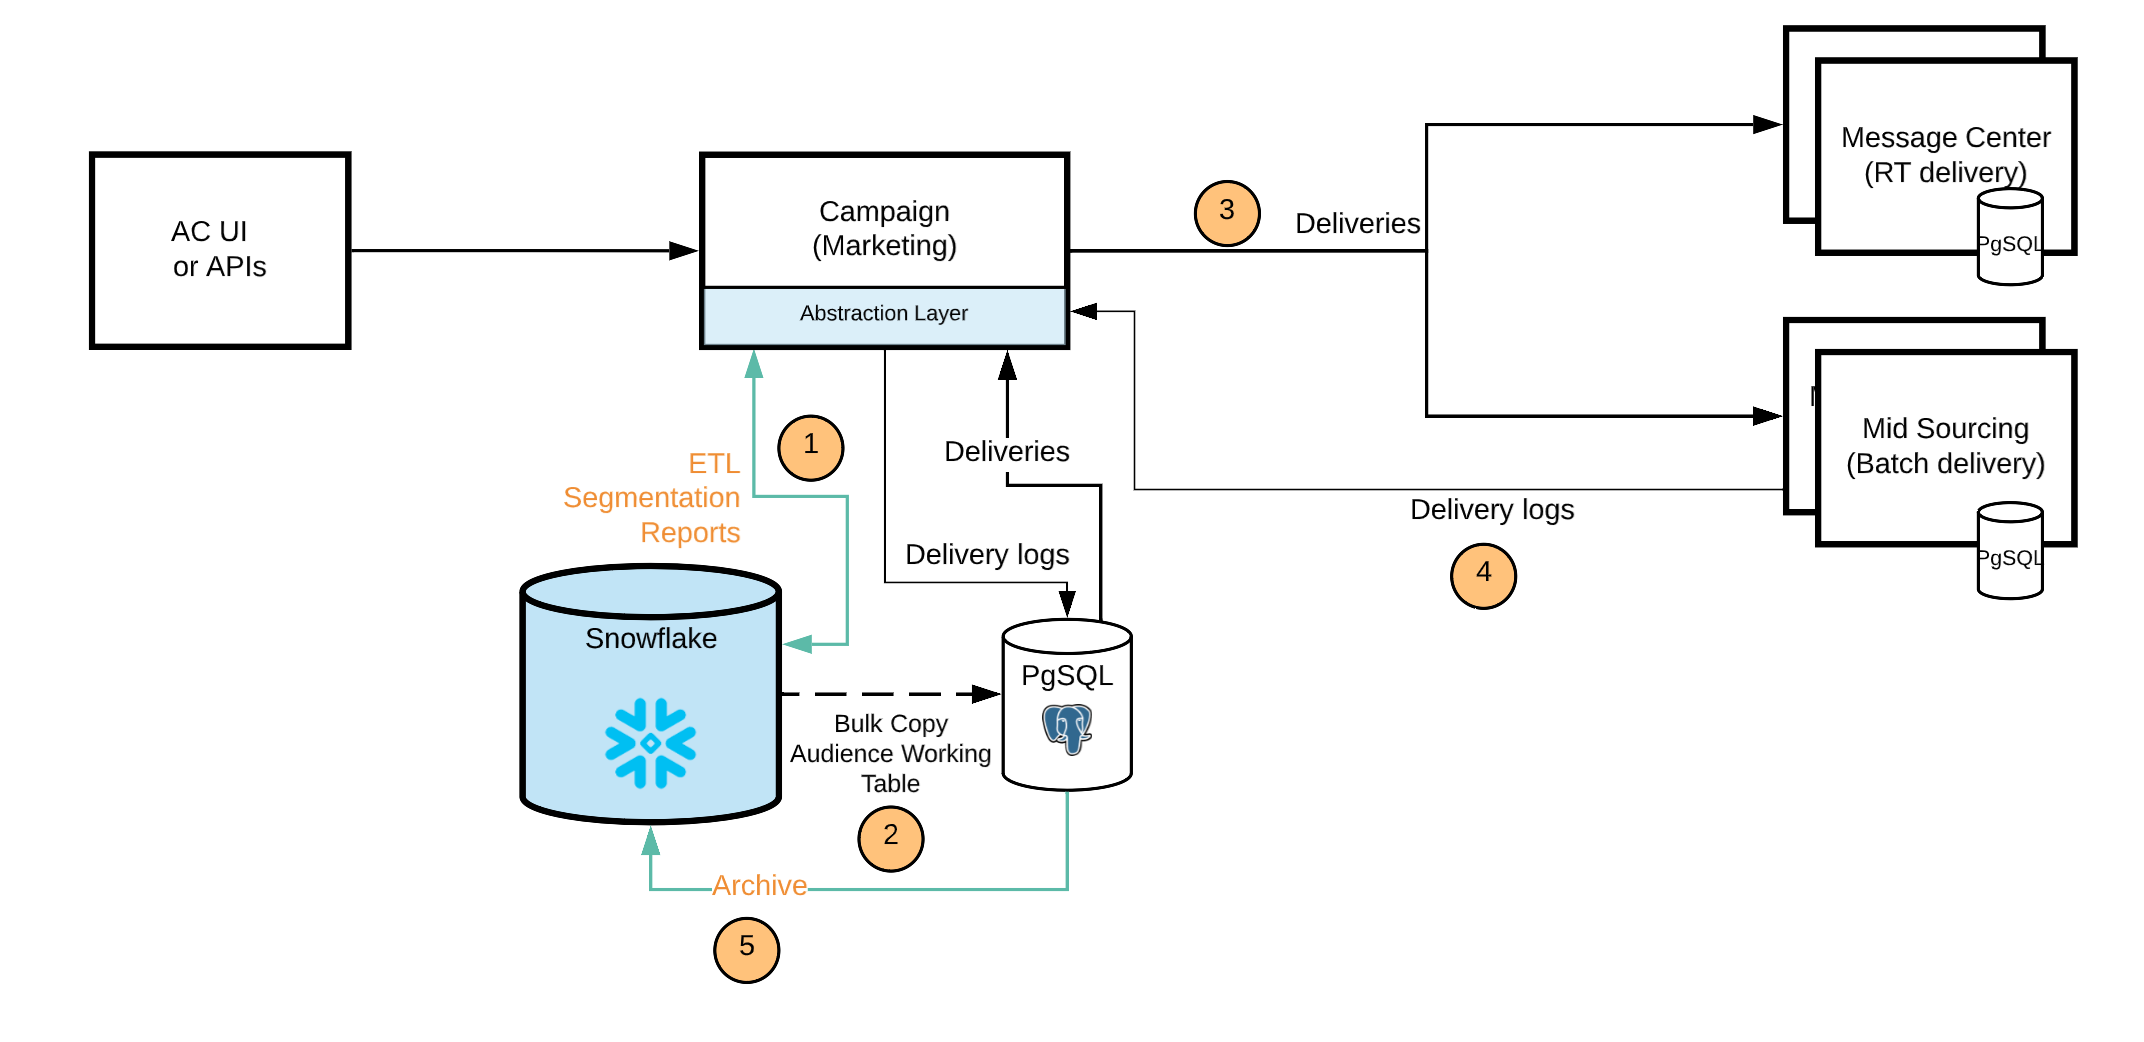 AC UI
or APIs
Campaign
(Marketing)
Abstraction Layer
3
Deliveries
Message Center
(RT delivery)
PgSQL
Mid Sourcing
(Batch delivery)
PgSQL
Delivery logs
4
1
ETL
Segmentation
Reports
Deliveries
Delivery logs
Snowflake
PgSQL
Bulk Copy
Audience Working
Table
2
Archive
5